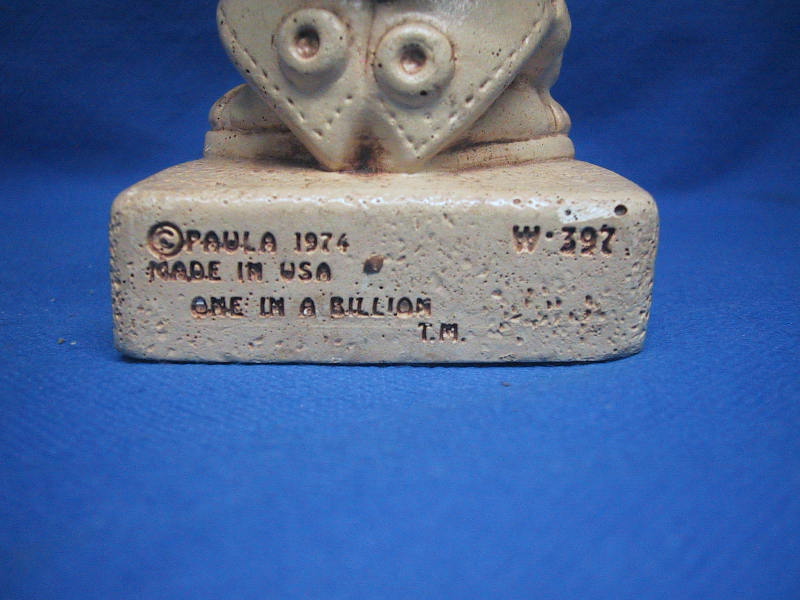 ©PAULA 1974
W·397
MADE IN USA
ONE IN A BILLION
T.M.